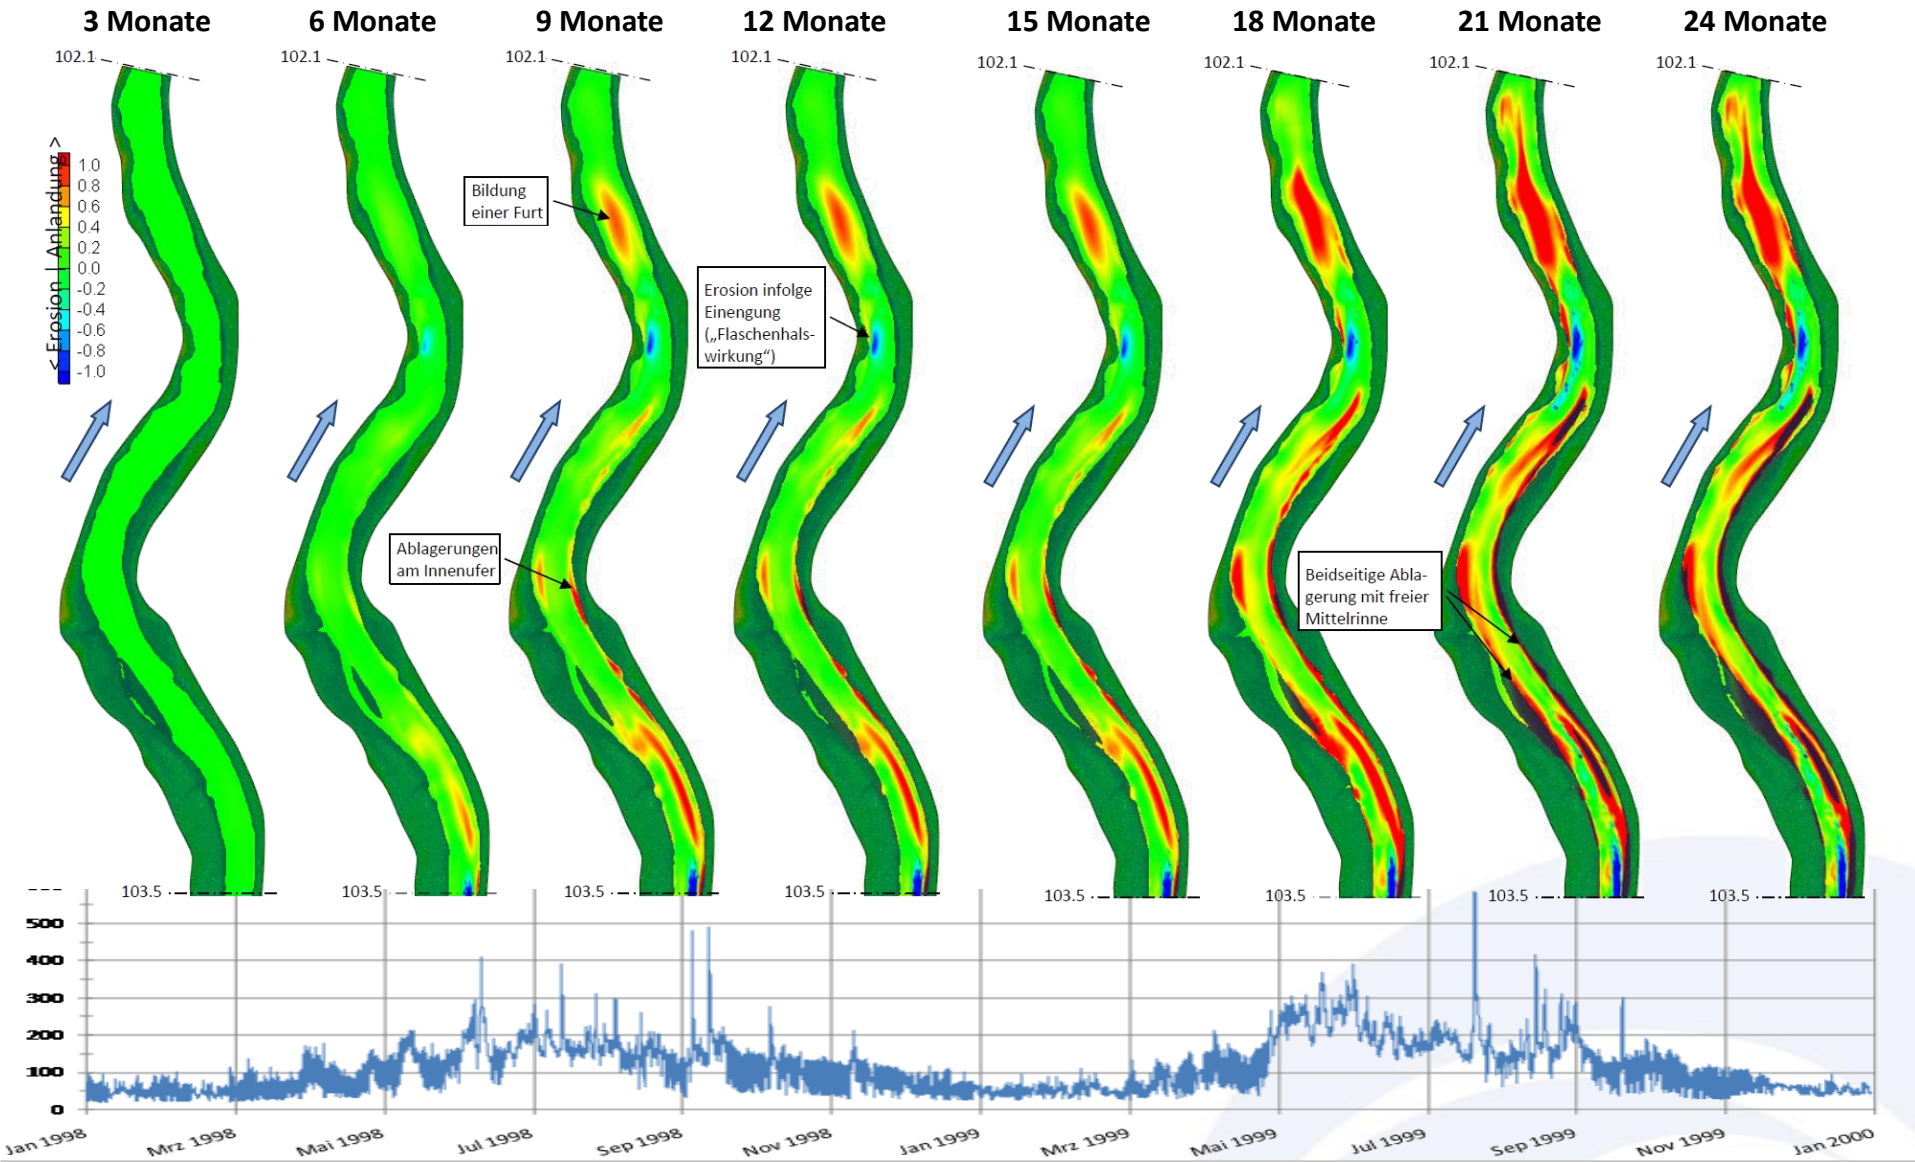 3 Monate
6 Monate
9 Monate
12 Monate
15 Monate
18 Monate
21 Monate
24 Monate
102.1
102.1
102.1
102.1
102.1
102.1
102.1
102.1
< Erosion | Anlandung >
1.0
0.8
0.6
0.4
0.2
0.0
-0.2
-0.4
-0.6
-0.8
-1.0
Bildung
einer Furt
Erosion infolge
Einengung
(„Flaschenhals-
wirkung“)
Ablagerungen
am Innenufer
Beidseitige Abla-
gerung mit freier
Mittelrinne
103.5
103.5
103.5
103.5
103.5
103.5
103.5
103.5
500
400
300
200
100
0
Jan 1998
Mrz 1998
Mai 1998
Jul 1998
Sep 1998
Nov 1998
Jan 1999
Mrz 1999
Mai 1999
Jul 1999
Sep 1999
Nov 1999
Jan 2000